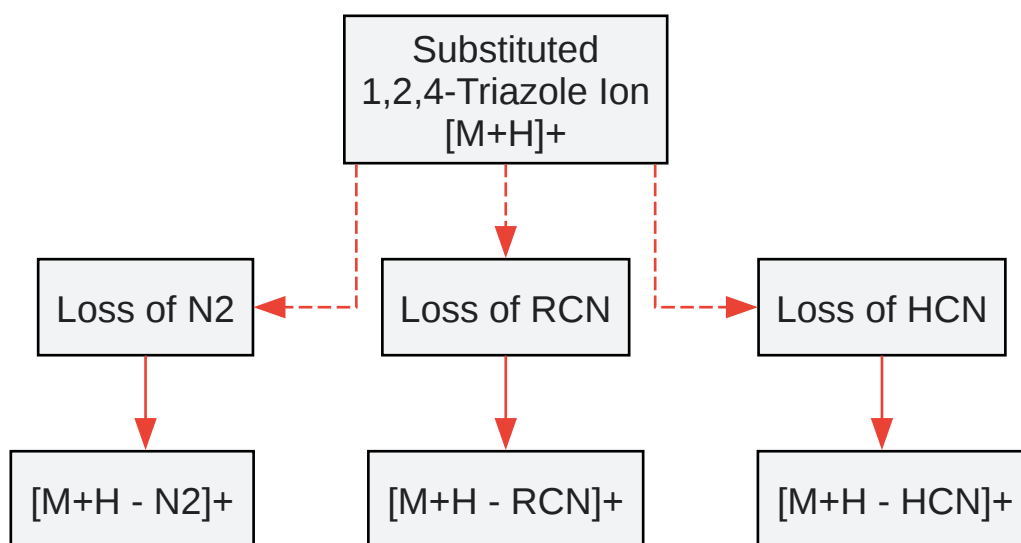 Substituted
1,2,4-Triazole Ion
[M+H]+
Loss of N2
Loss of RCN
Loss of HCN
[M+H - N2]+
[M+H - RCN]+
[M+H - HCN]+